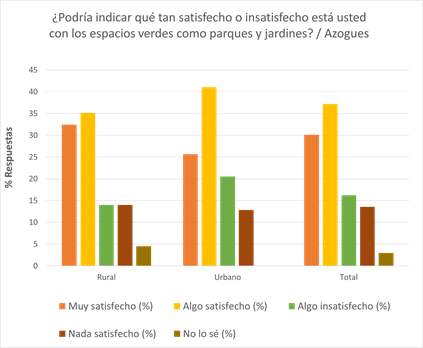 ¿Podría indicar qué tan satisfecho o insatisfecho está usted
con los espacios verdes como parques y jardines? / Azogues
45
40
35
30
25
20
15
10
5
0
% Respuestas
Rural Urbano Total
Muy satisfecho (%) Algo satisfecho (%) Algo insatisfecho (%)
Nada satisfecho (%) No lo sé (%)